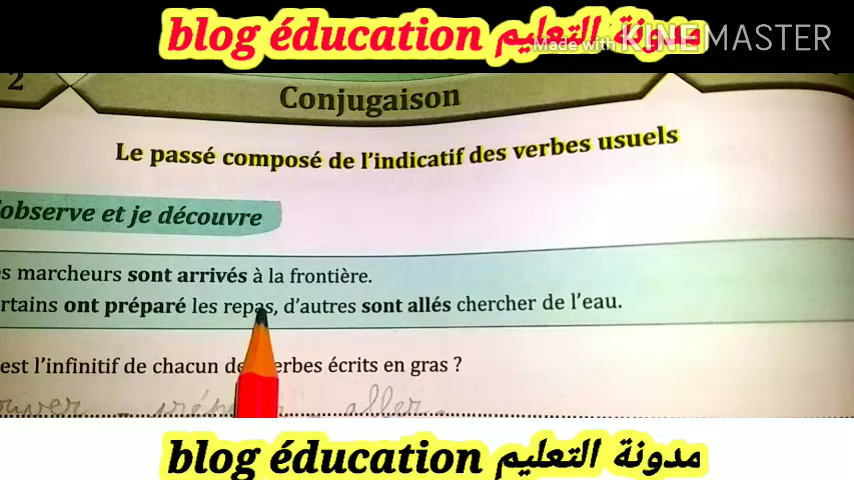 blog éducation مدونة التعليم
Made with KINEMASTER
2
Conjugaison
Le passé composé de l'indicatif des verbes usuels
observe et je découvre
s marcheurs sont arrivés à la frontière.
rtains ont préparé les repas, d'autres sont allés chercher de l'eau.
est l'infinitif de chacun de erbes écrits en gras ?
aller.
blog éducation مدونة التعليم